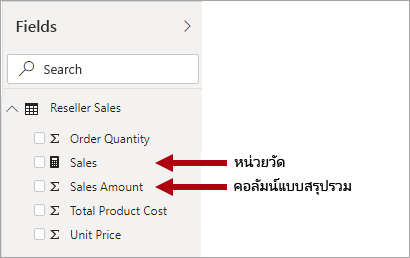 Fields
Search
Reseller Sales
Order Quantity
Sales
หน่วยวัด
Sales Amount
คอลัมน์แบบสรุปรวม
Total Product Cost
Unit Price